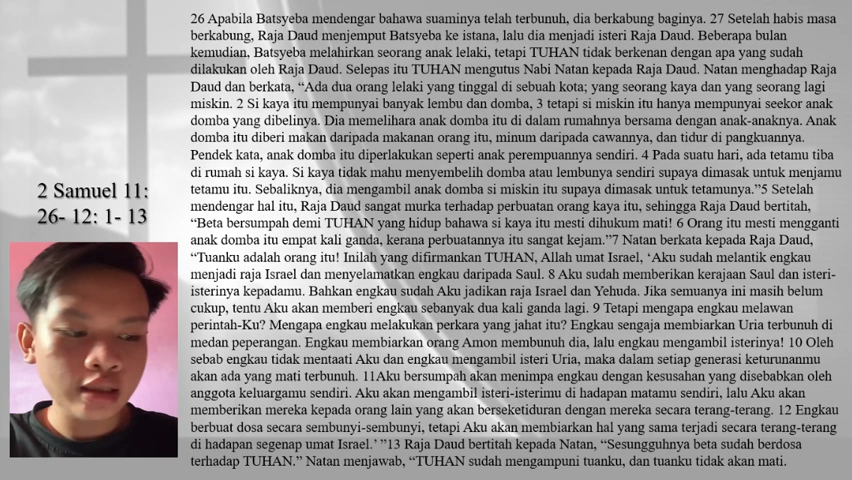 26 Apabila Batsyeba mendengar bahawa suaminya telah terbunuh, dia berkabung baginya. 27 Setelah habis masa
berkabung, Raja Daud menjemput Batsyeba ke istana, lalu dia menjadi isteri Raja Daud. Beberapa bulan
kemudian, Batsyeba melahirkan seorang anak lelaki, tetapi TUHAN tidak berkenan dengan apa yang sudah
dilakukan oleh Raja Daud. Selepas itu TUHAN mengutus Nabi Natan kepada Raja Daud. Natan menghadap Raja
Daud dan berkata, “Ada dua orang lelaki yang tinggal di sebuah kota; yang seorang kaya dan yang seorang lagi
miskin. 2 Si kaya itu mempunyai banyak lembu dan domba, 3 tetapi si miskin itu hanya mempunyai seekor anak
domba yang dibelinya. Dia memelihara anak domba itu di dalam rumahnya bersama dengan anak-anaknya. Anak
domba itu diberi makan daripada makanan orang itu, minum daripada cawannya, dan tidur di pangkuannya.
Pendek kata, anak domba itu diperlakukan seperti anak perempuannya sendiri. 4 Pada suatu hari, ada tetamu tiba
di rumah si kaya. Si kaya tidak mahu menyembelih domba atau lembunya sendiri supaya dimasak untuk menjamu
tetamu itu. Sebaliknya, dia mengambil anak domba si miskin itu supaya dimasak untuk tetamunya.”5 Setelah
mendengar hal itu, Raja Daud sangat murka terhadap perbuatan orang kaya itu, sehingga Raja Daud bertitah,
“Beta bersumpah demi TUHAN yang hidup bahawa si kaya itu mesti dihukum mati! 6 Orang itu mesti mengganti
anak domba itu empat kali ganda, kerana perbuatannya itu sangat kejam.”7 Natan berkata kepada Raja Daud,
“Tuanku adalah orang itu! Inilah yang difirmankan TUHAN, Allah umat Israel, ‘Aku sudah melantik engkau
menjadi raja Israel dan menyelamatkan engkau daripada Saul. 8 Aku sudah memberikan kerajaan Saul dan isteri-
isterinya kepadamu. Bahkan engkau sudah Aku jadikan raja Israel dan Yehuda. Jika semuanya ini masih belum
cukup, tentu Aku akan memberi engkau sebanyak dua kali ganda lagi. 9 Tetapi mengapa engkau melawan
perintah-Ku? Mengapa engkau melakukan perkara yang jahat itu? Engkau sengaja membiarkan Uria terbunuh di
medan peperangan. Engkau membiarkan orang Amon membunuh dia, lalu engkau mengambil isterinya! 10 Oleh
sebab engkau tidak mentaati Aku dan engkau mengambil isteri Uria, maka dalam setiap generasi keturunanmu
akan ada yang mati terbunuh. 11Aku bersumpah akan menimpa engkau dengan kesusahan yang disebabkan oleh
anggota keluargamu sendiri. Aku akan mengambil isteri-isterimu di hadapan matamu sendiri, lalu Aku akan
memberikan mereka kepada orang lain yang akan berseketiduran dengan mereka secara terang-terang. 12 Engkau
berbuat dosa secara sembunyi-sembunyi, tetapi Aku akan membiarkan hal yang sama terjadi secara terang-terang
di hadapan segenap umat Israel.’ ”13 Raja Daud bertitah kepada Natan, “Sesungguhnya beta sudah berdosa
terhadap TUHAN.” Natan menjawab, “TUHAN sudah mengampuni tuanku, dan tuanku tidak akan mati.
2 Samuel 11:
26- 12: 1- 13